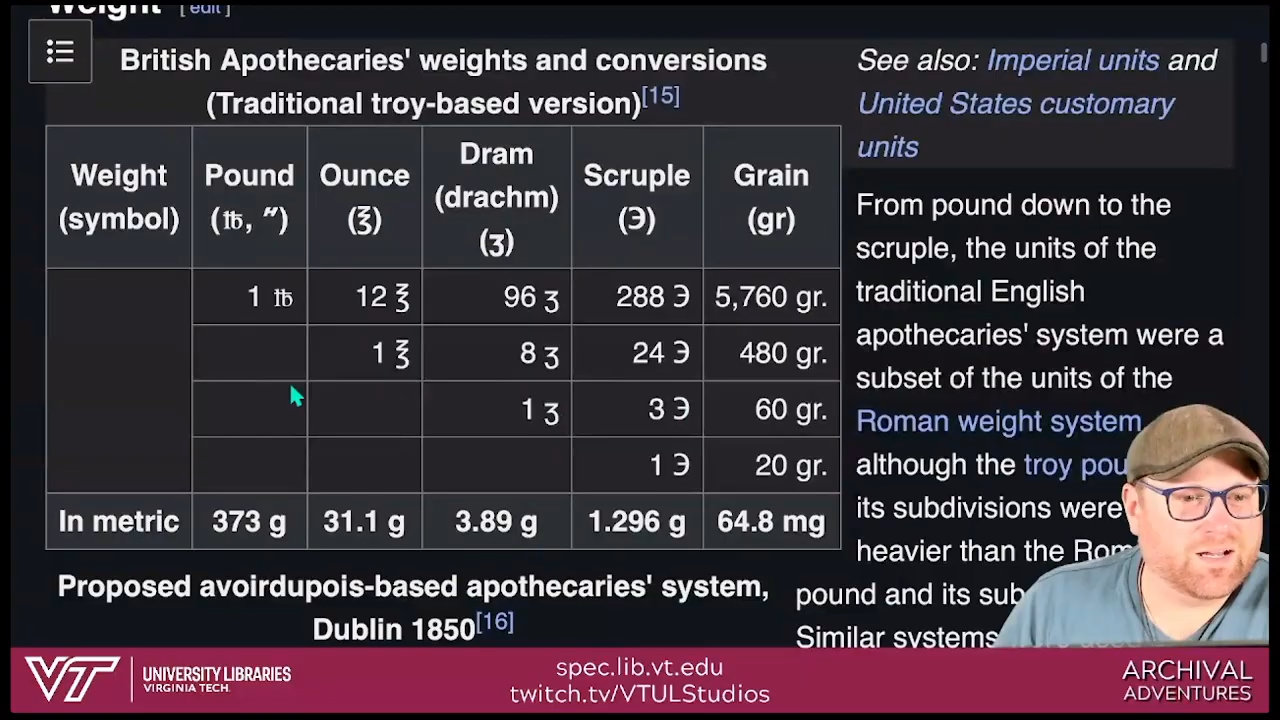 Weight [edit]
British Apothecaries' weights and conversions
(Traditional troy-based version)[15]
Weight (symbol) Pound (℔, ″) Ounce (℥) Dram (drachm) (ʒ) Scruple (℈) Grain (gr)
1 ℔ 12 ℥ 96 ʒ 288 ℈ 5,760 gr.
1 ℥ 8 ʒ 24 ℈ 480 gr.
1 ʒ 3 ℈ 60 gr.
1 ℈ 20 gr.
In metric 373 g 31.1 g 3.89 g 1.296 g 64.8 mg
Proposed avoirdupois-based apothecaries' system,
Dublin 1850[16]
See also: Imperial units and
United States customary
units
From pound down to the
scruple, the units of the
traditional English
apothecaries' system were a
subset of the units of the
Roman weight system,
although the troy
its subdivisions were
heavier than the
pound and its
Similar systems
VT UNIVERSITY LIBRARIES
VIRGINIA TECH.
spec.lib.vt.edu
twitch.tv/VTULStudios
ARCHIVAL
ADVENTURES